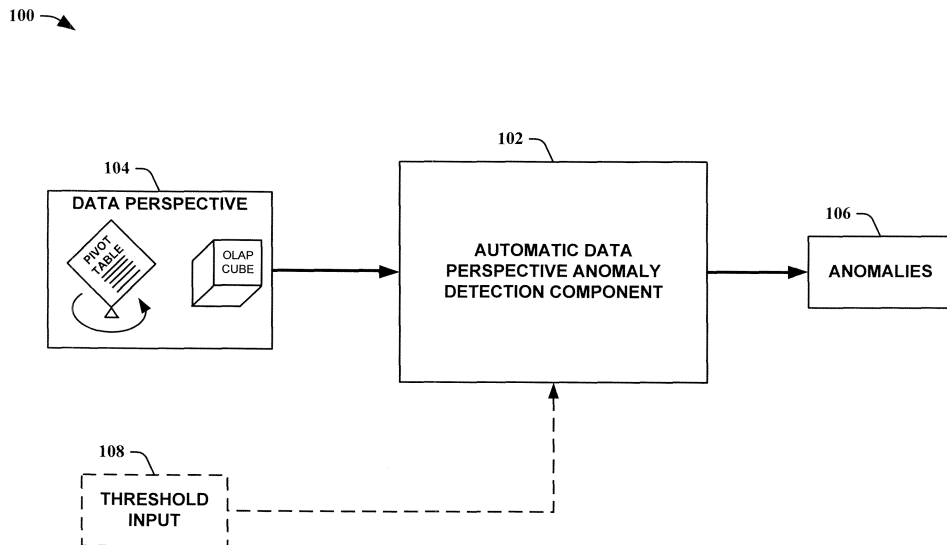 100
102
104
DATA PERSPECTIVE
PIVOT
TABLE
OLAP
CUBE
AUTOMATIC DATA
PERSPECTIVE ANOMALY
DETECTION COMPONENT
106
ANOMALIES
108
THRESHOLD
INPUT